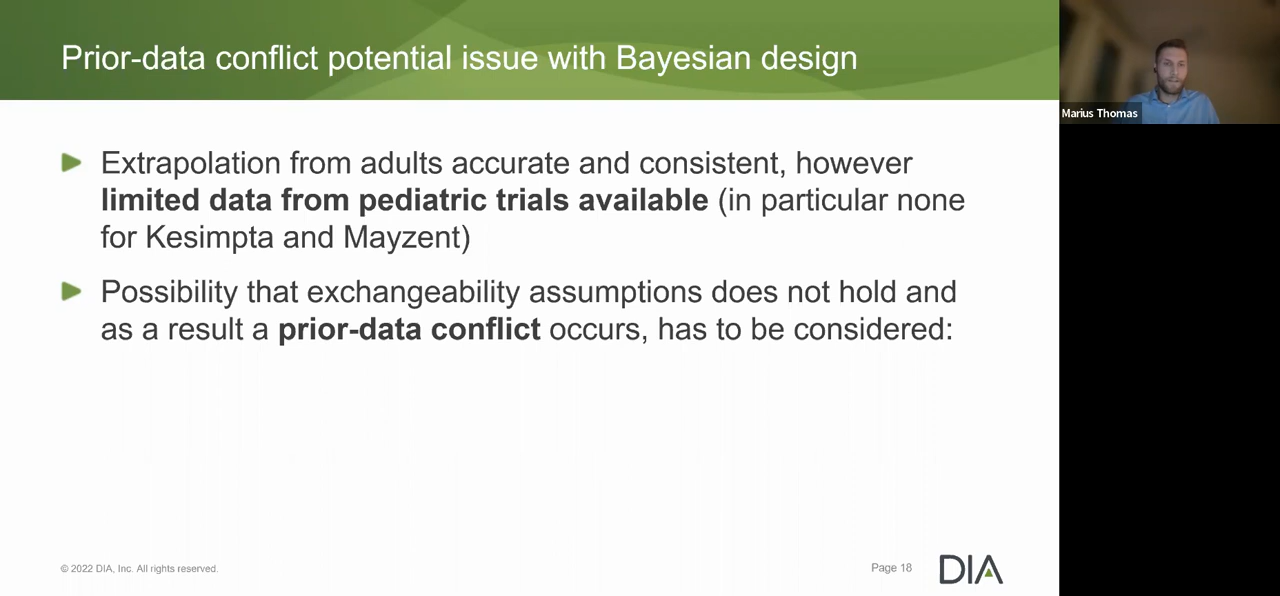 Prior-data conflict potential issue with Bayesian design
Marius Thomas
Extrapolation from adults accurate and consistent, however
limited data from pediatric trials available (in particular none
for Kesimpta and Mayzent)
Possibility that exchangeability assumptions does not hold and
as a result a prior-data conflict occurs, has to be considered:
© 2022 DIA, Inc. All rights reserved.
Page 18
DIA